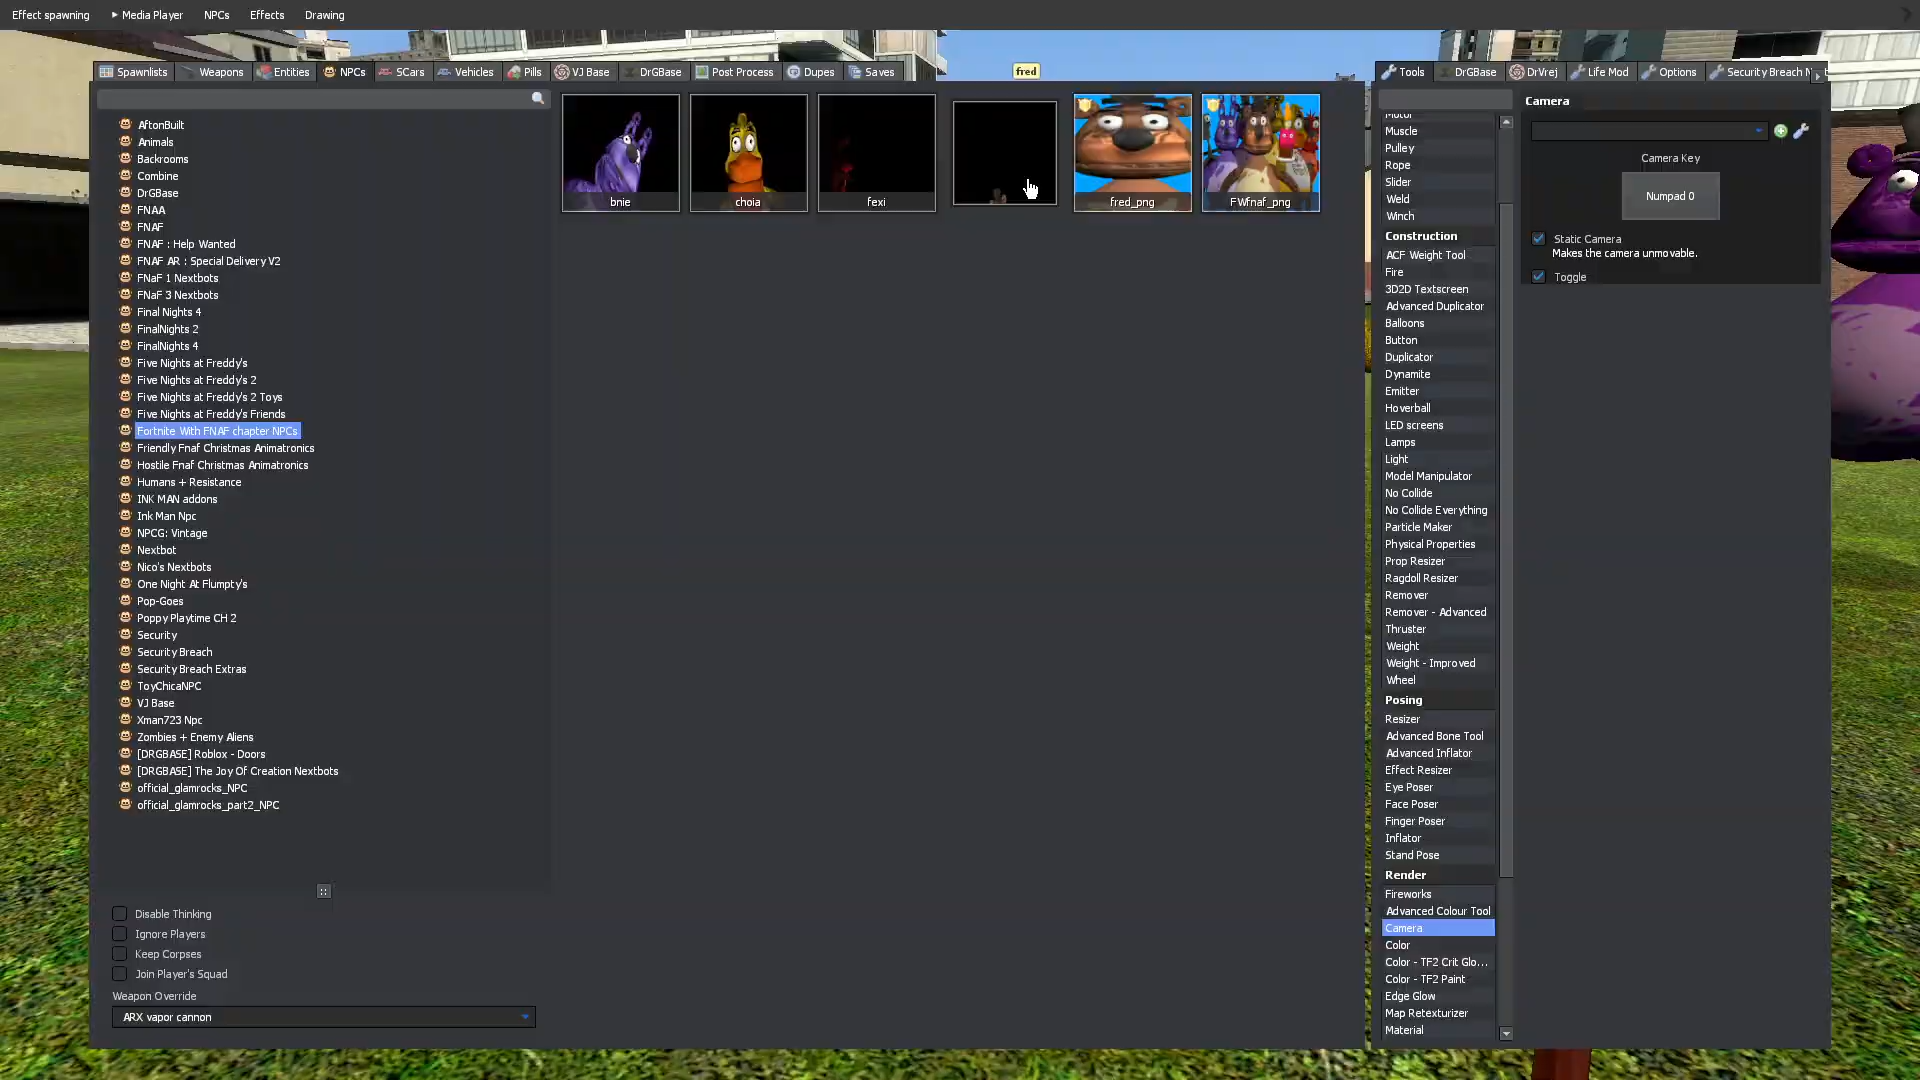 Effect spawning
Media Player
NPCs
Effects
Drawing
Spawnlists
Weapons
Entities
NPCs
SCars
Vehicles
Pills
VJ Base
DrGBase
Post Process
Dupes
Saves
fred
Tools
DrGBase
DrVrej
Life Mod
Options
Security Breach
AftonBuilt
Animals
Backrooms
Combine
DrGBase
FNAA
FNAF
FNAF : Help Wanted
FNAF AR : Special Delivery V2
FNaF 1 Nextbots
FNaF 3 Nextbots
Final Nights 4
FinalNights 2
FinalNights 4
Five Nights at Freddy's
Five Nights at Freddy's 2
Five Nights at Freddy's 2 Toys
Five Nights at Freddy's Friends
Fortnite With FNAF chapter NPCs
Friendly Fnaf Christmas Animatronics
Hostile Fnaf Christmas Animatronics
Humans + Resistance
INK MAN addons
Ink Man Npc
NPCG: Vintage
Nextbot
Nico's Nextbots
One Night At Flumpty's
Pop-Goes
Poppy Playtime CH 2
Security
Security Breach
Security Breach Extras
ToyChicaNPC
VJ Base
Xman723 Npc
Zombies + Enemy Aliens
[DRGBASE] Roblox - Doors
[DRGBASE] The Joy Of Creation Nextbots
official_glamrocks_NPC
official_glamrocks_part2_NPC
Disable Thinking
Ignore Players
Keep Corpses
Join Player's Squad
Weapon Override
ARX vapor cannon
bnie
choia
fexi
fred_png
FWfnaf_png
Motor
Muscle
Pulley
Rope
Slider
Weld
Winch
Construction
ACF Weight Tool
Fire
3D2D Textscreen
Advanced Duplicator
Balloons
Button
Duplicator
Dynamite
Emitter
Hoverball
LED screens
Lamps
Light
Model Manipulator
No Collide
No Collide Everything
Particle Maker
Physical Properties
Prop Resizer
Ragdoll Resizer
Remover
Remover - Advanced
Thruster
Weight
Weight - Improved
Wheel
Posing
Resizer
Advanced Bone Tool
Advanced Inflator
Effect Resizer
Eye Poser
Face Poser
Finger Poser
Inflator
Stand Pose
Render
Fireworks
Advanced Colour Tool
Camera
Color
Color - TF2 Crit Glo...
Color - TF2 Paint
Edge Glow
Map Retexturizer
Material
Camera
Camera Key
Numpad 0
Static Camera
Makes the camera unmovable.
Toggle